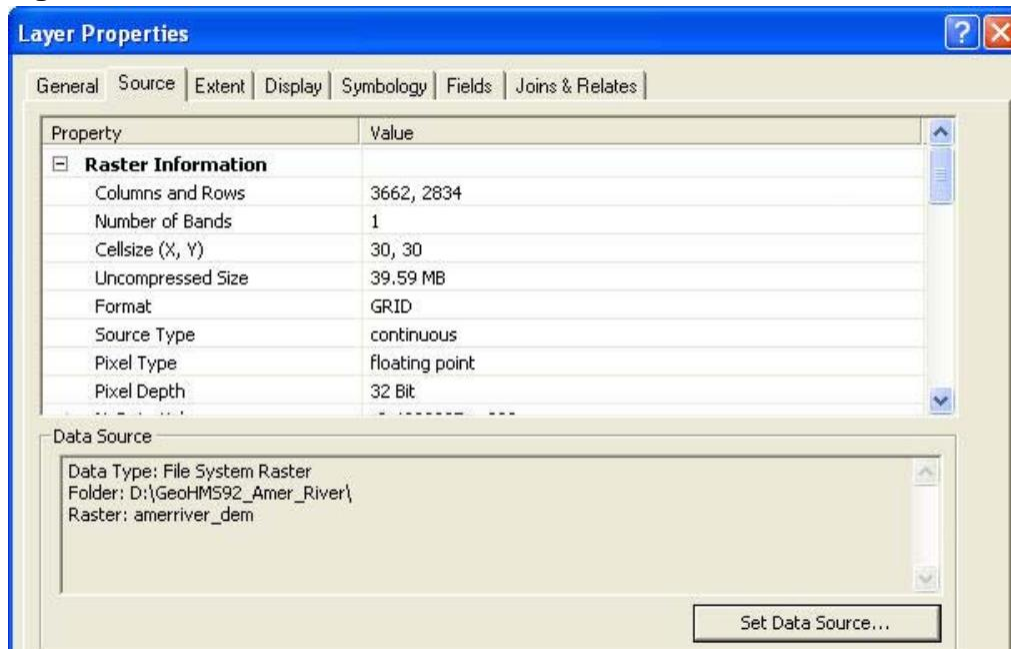 Layer Properties
General Source Extent Display Symbology Fields Joins & Relates
Property Value
Raster Information
Columns and Rows 3662, 2834
Number of Bands 1
Cellsize (X, Y) 30, 30
Uncompressed Size 39.59 MB
Format GRID
Source Type continuous
Pixel Type floating point
Pixel Depth 32 Bit
Data Source
Data Type: File System Raster
Folder: D:\GeoHMS92_Amer_River\
Raster: amerriver_dem
Set Data Source...